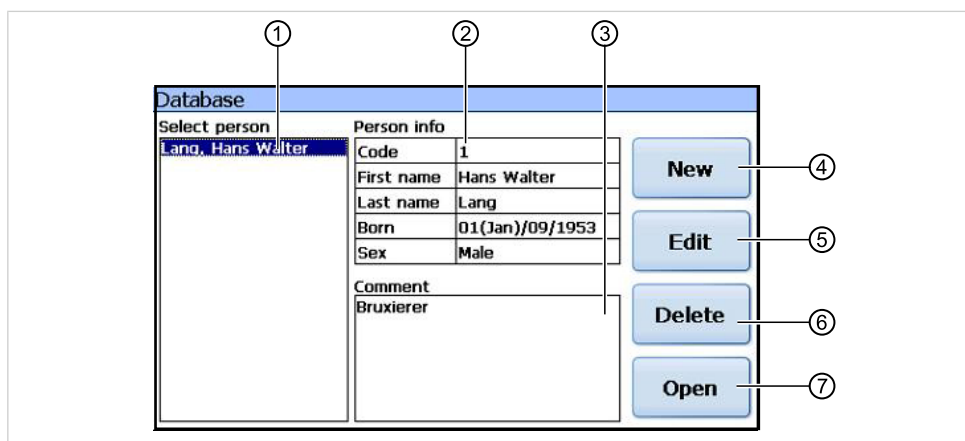 ① ② ③
Database
Select person
Lang, Hans Walter
Person info
Code 1
First name Hans Walter
Last name Lang
Born 01(Jan)/09/1953
Sex Male
Comment
Bruxierer
New ④
Edit ⑤
Delete ⑥
Open ⑦